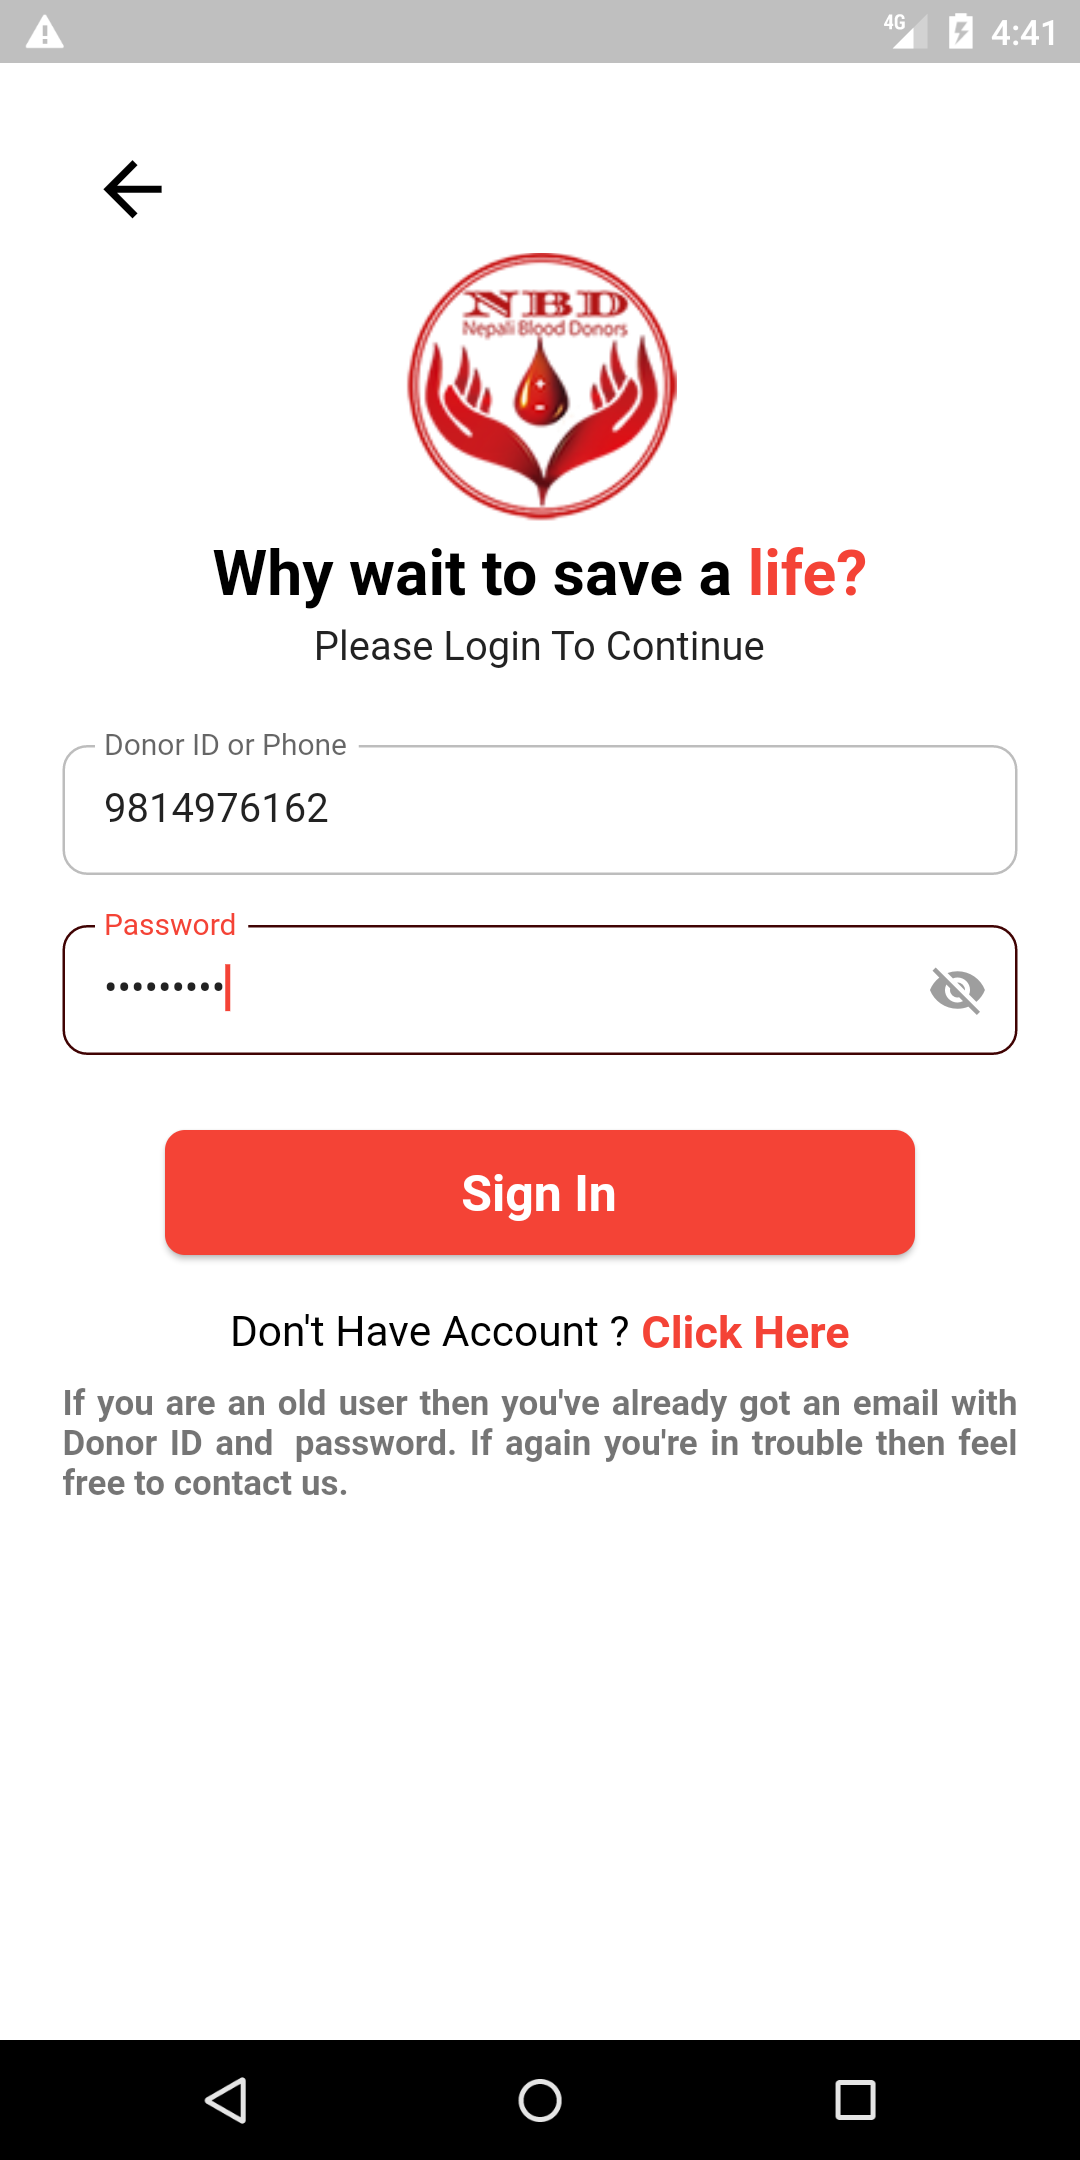 4G 4:41
NBD
Nepali Blood Donors
Why wait to save a life?
Please Login To Continue
Donor ID or Phone
9814976162
Password
•••••••••
Sign In
Don't Have Account ? Click Here
If you are an old user then you've already got an email with
Donor ID and  password. If again you're in trouble then feel
free to contact us.